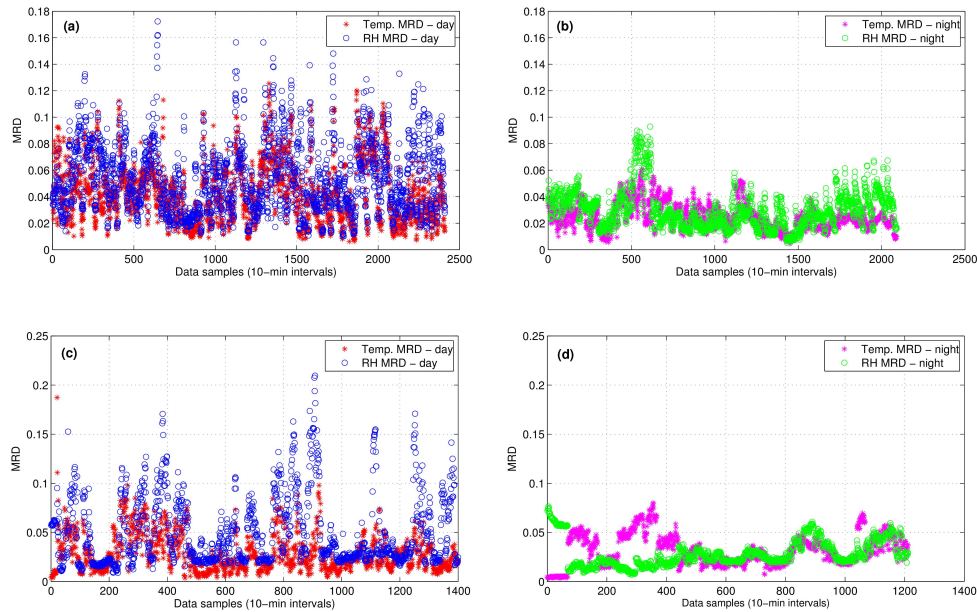 (a)
Temp. MRD – day
RH MRD – day
0.18
0.16
0.14
0.12
0.1
0.08
0.06
0.04
0.02
0
MRD
0 500 1000 1500 2000 2500
Data samples (10−min intervals)
(b)
Temp. MRD – night
RH MRD – night
0.18
0.16
0.14
0.12
0.1
0.08
0.06
0.04
0.02
0
MRD
0 500 1000 1500 2000 2500
Data samples (10−min intervals)
(c)
Temp. MRD – day
RH MRD – day
0.25
0.2
0.15
0.1
0.05
0
MRD
0 200 400 600 800 1000 1200 1400
Data samples (10−min intervals)
(d)
Temp. MRD – night
RH MRD – night
0.25
0.2
0.15
0.1
0.05
0
MRD
0 200 400 600 800 1000 1200 1400
Data samples (10−min intervals)